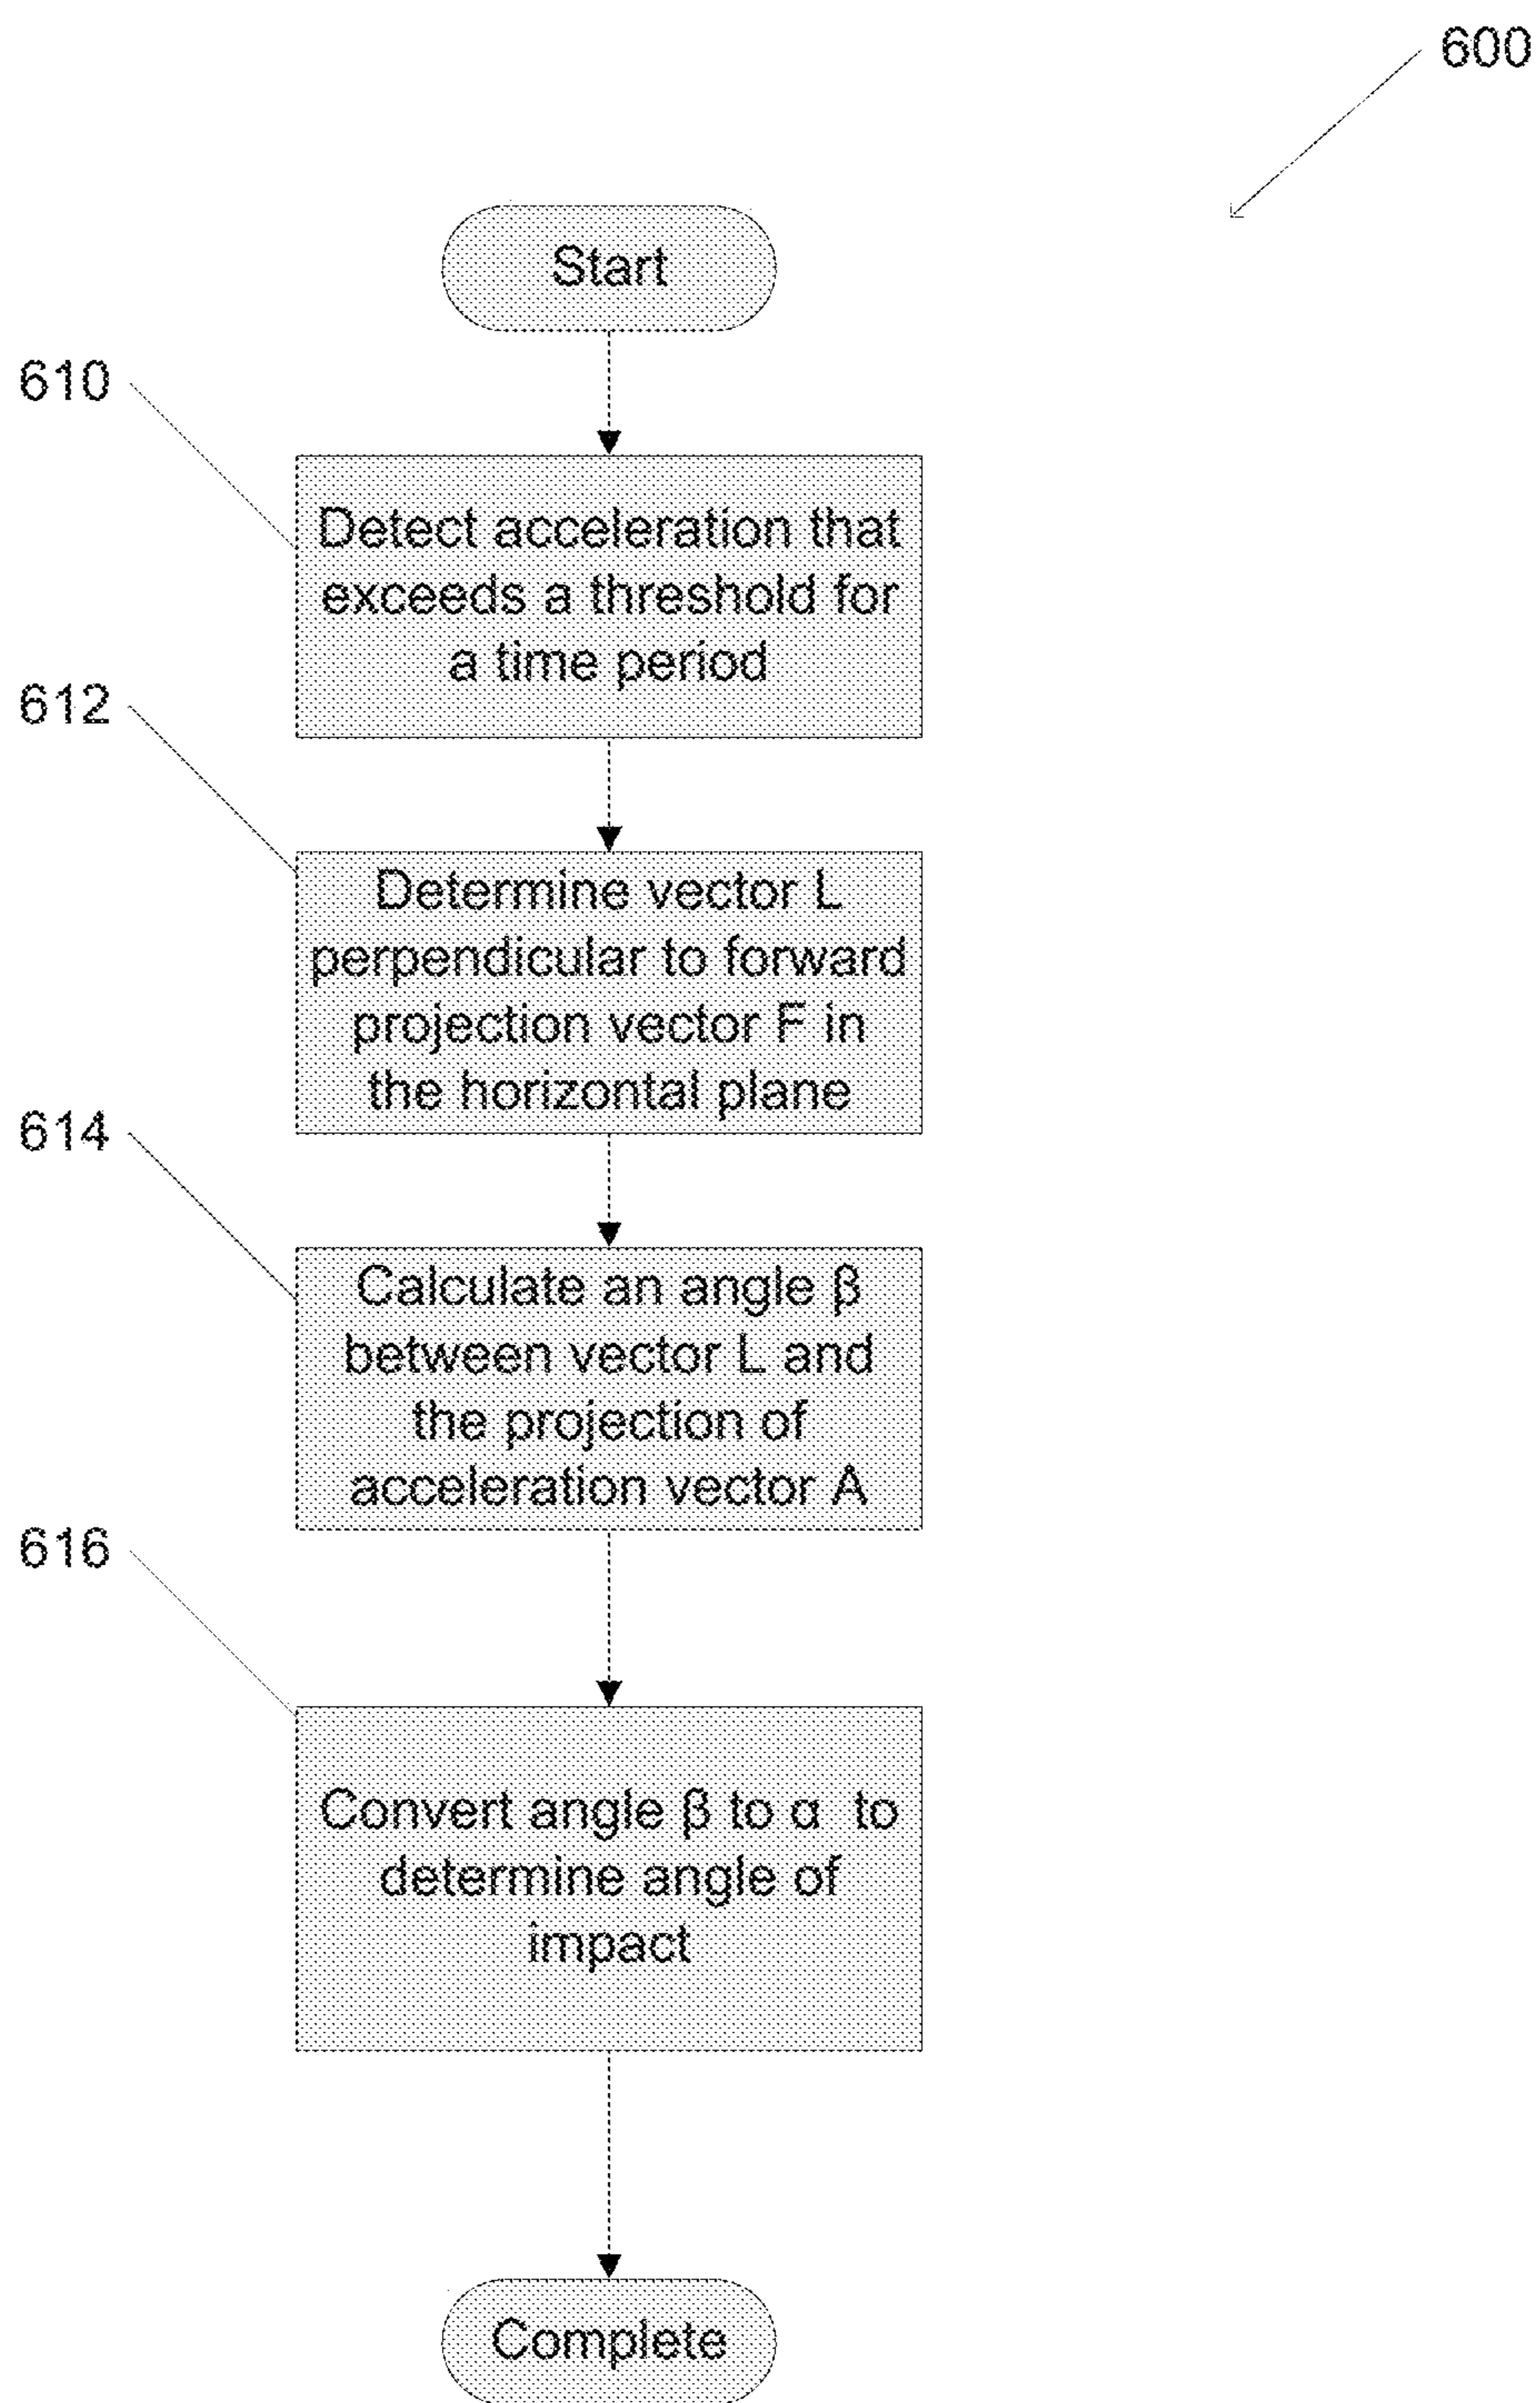 600
Start
610
Detect acceleration that
exceeds a threshold for
a time period
612
Determine vector L
perpendicular to forward
projection vector F in
the horizontal plane
614
Calculate an angle β
between vector L and
the projection of
acceleration vector A
616
Convert angle β to α to
determine angle of
impact
Complete